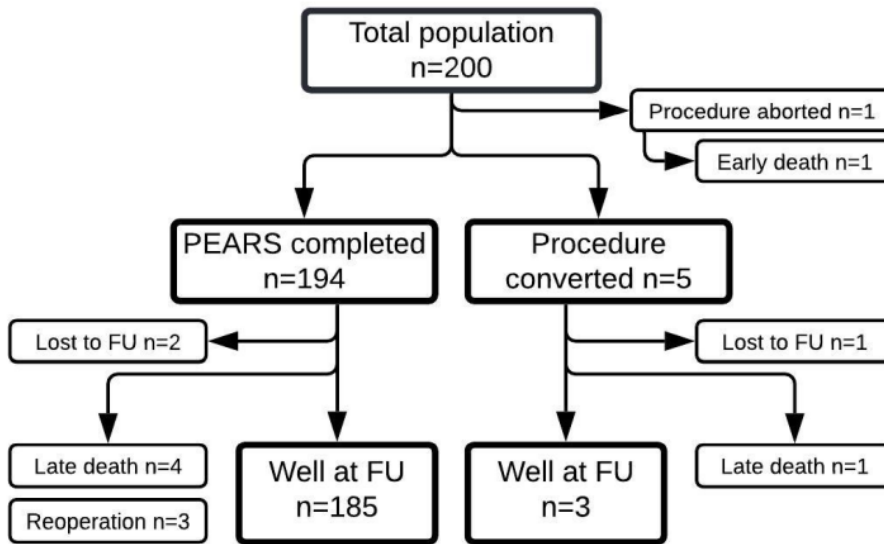 Total population
n=200
Procedure aborted n=1
Early death n=1
PEARS completed
n=194
Procedure
converted n=5
Lost to FU n=2
Lost to FU n=1
Late death n=4
Well at FU
n=185
Well at FU
n=3
Late death n=1
Reoperation n=3